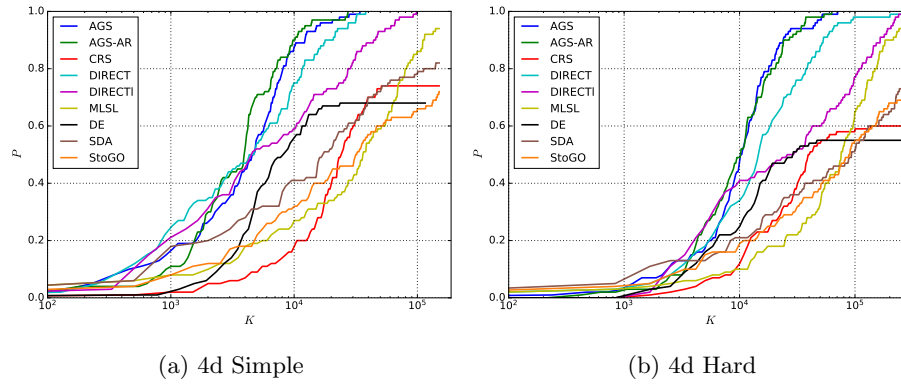 1.0
0.8
0.6
0.4
0.2
0.0
P
10^2
10^3
10^4
10^5
K
AGS
AGS-AR
CRS
DIRECT
DIRECTl
MLSL
DE
SDA
StoGO
(a) 4d Simple
1.0
0.8
0.6
0.4
0.2
0.0
P
10^2
10^3
10^4
10^5
K
AGS
AGS-AR
CRS
DIRECT
DIRECTl
MLSL
DE
SDA
StoGO
(b) 4d Hard